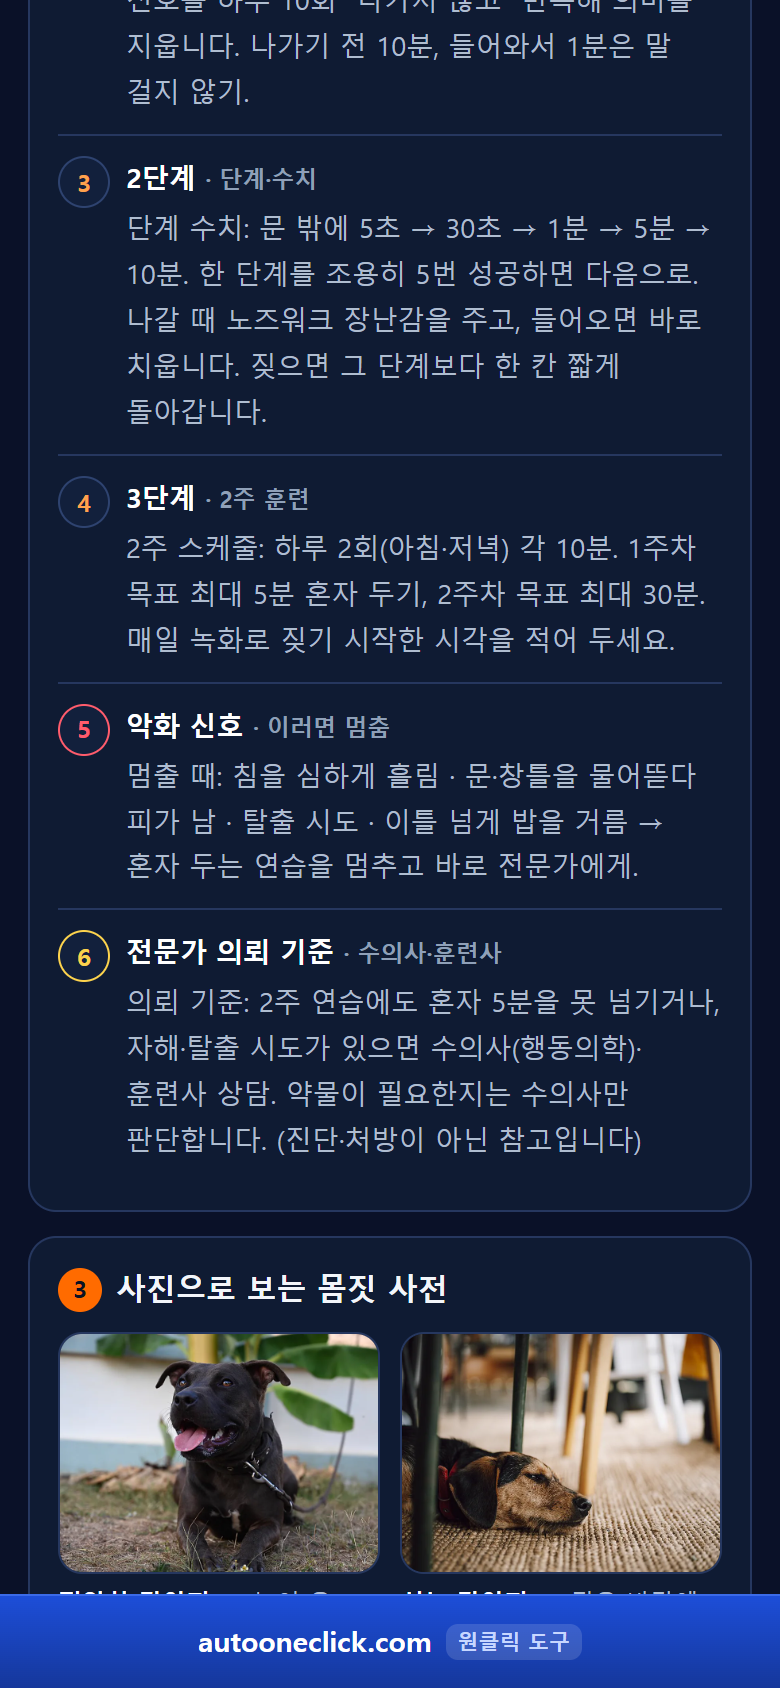 지웁니다. 나가기 전 10분, 들어와서 1분은 말
걸지 않기.
3
2단계 · 단계·수치
단계 수치: 문 밖에 5초 → 30초 → 1분 → 5분 →
10분. 한 단계를 조용히 5번 성공하면 다음으로.
나갈 때 노즈워크 장난감을 주고, 들어오면 바로
치웁니다. 짖으면 그 단계보다 한 칸 짧게
돌아갑니다.
4
3단계 · 2주 훈련
2주 스케줄: 하루 2회(아침·저녁) 각 10분. 1주차
목표 최대 5분 혼자 두기, 2주차 목표 최대 30분.
매일 녹화로 짖기 시작한 시각을 적어 두세요.
5
악화 신호 · 이러면 멈춤
멈출 때: 침을 심하게 흘림 · 문·창틀을 물어뜯다
피가 남 · 탈출 시도 · 이틀 넘게 밥을 거름 →
혼자 두는 연습을 멈추고 바로 전문가에게.
6
전문가 의뢰 기준 · 수의사·훈련사
의뢰 기준: 2주 연습에도 혼자 5분을 못 넘기거나,
자해·탈출 시도가 있으면 수의사(행동의학)·
훈련사 상담. 약물이 필요한지는 수의사만
판단합니다. (진단·처방이 아닌 참고입니다)
3 사진으로 보는 몸짓 사전
autooneclick.com 원클릭 도구